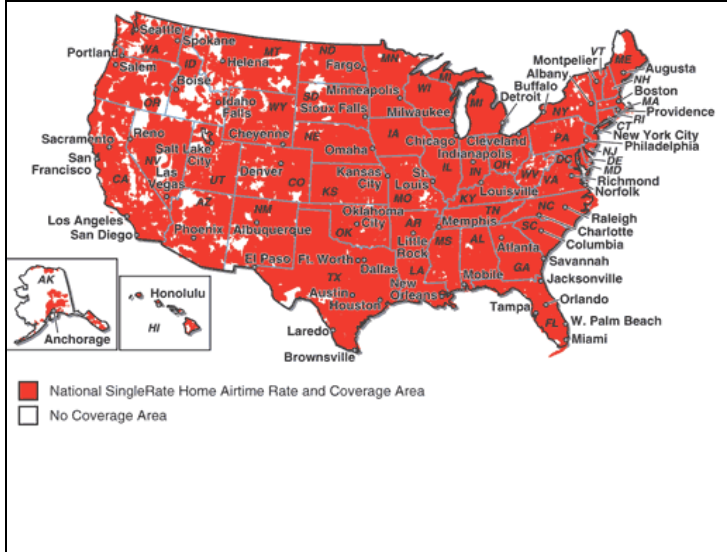 Seattle
Spokane
WA
Portland
Salem
ID
Boise
OR
MT
Helena
ND
Fargo
MN
Minneapolis
SD
Sioux Falls
Idaho
Falls
WY
WI
MI
MI
Milwaukee
Detroit
Buffalo
Albany
Montpelier
VT
ME
Augusta
NH
Boston
MA
Providence
RI
CT
New York City
Philadelphia
NJ
DE
MD
DC
NY
PA
Richmond
Norfolk
Sacramento
Reno
San
Francisco
NV
CA
Las
Vegas
Salt Lake
City
UT
Cheyenne
Denver
CO
NE
Omaha
IA
Chicago
Cleveland
Indianapolis
IL
IN
OH
WV
VA
KS
Kansas
City
St.
Louis
MO
Louisville
KY
TN
NC
Raleigh
Charlotte
SC
Columbia
Los Angeles
San Diego
AZ
Phoenix
NM
Albuquerque
El Paso
Oklahoma
City
OK
AR
Little
Rock
Memphis
MS
AL
Atlanta
GA
Savannah
Jacksonville
Ft. Worth
Dallas
TX
LA
Austin
Houston
New
Orleans
Mobile
Orlando
Tampa
FL
W. Palm Beach
Miami
Laredo
Brownsville
AK
Anchorage
Honolulu
HI
National SingleRate Home Airtime Rate and Coverage Area
No Coverage Area